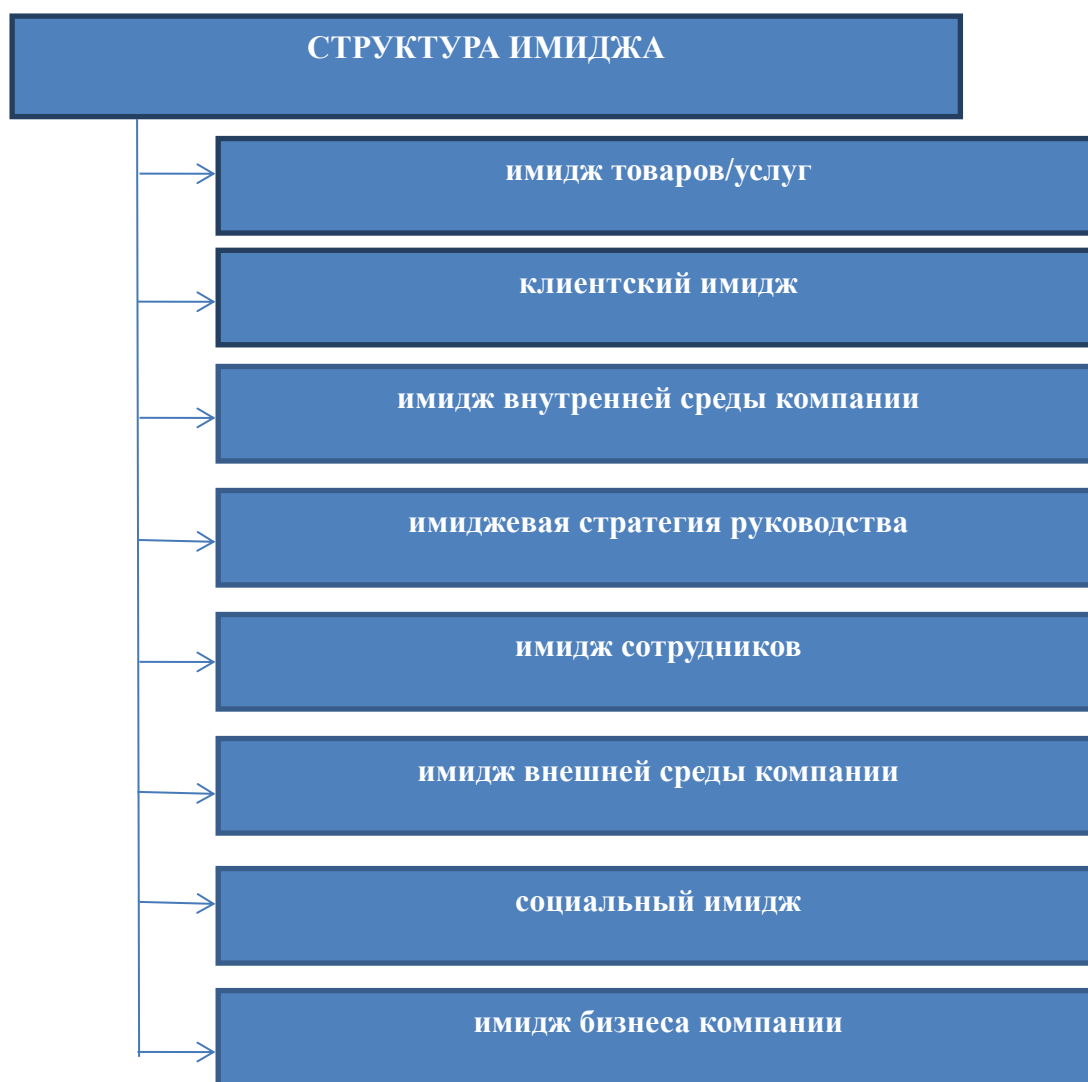 СТРУКТУРА ИМИДЖА
имидж товаров/услуг
клиентский имидж
имидж внутренней среды компании
имиджевая стратегия руководства
имидж сотрудников
имидж внешней среды компании
социальный имидж
имидж бизнеса компании